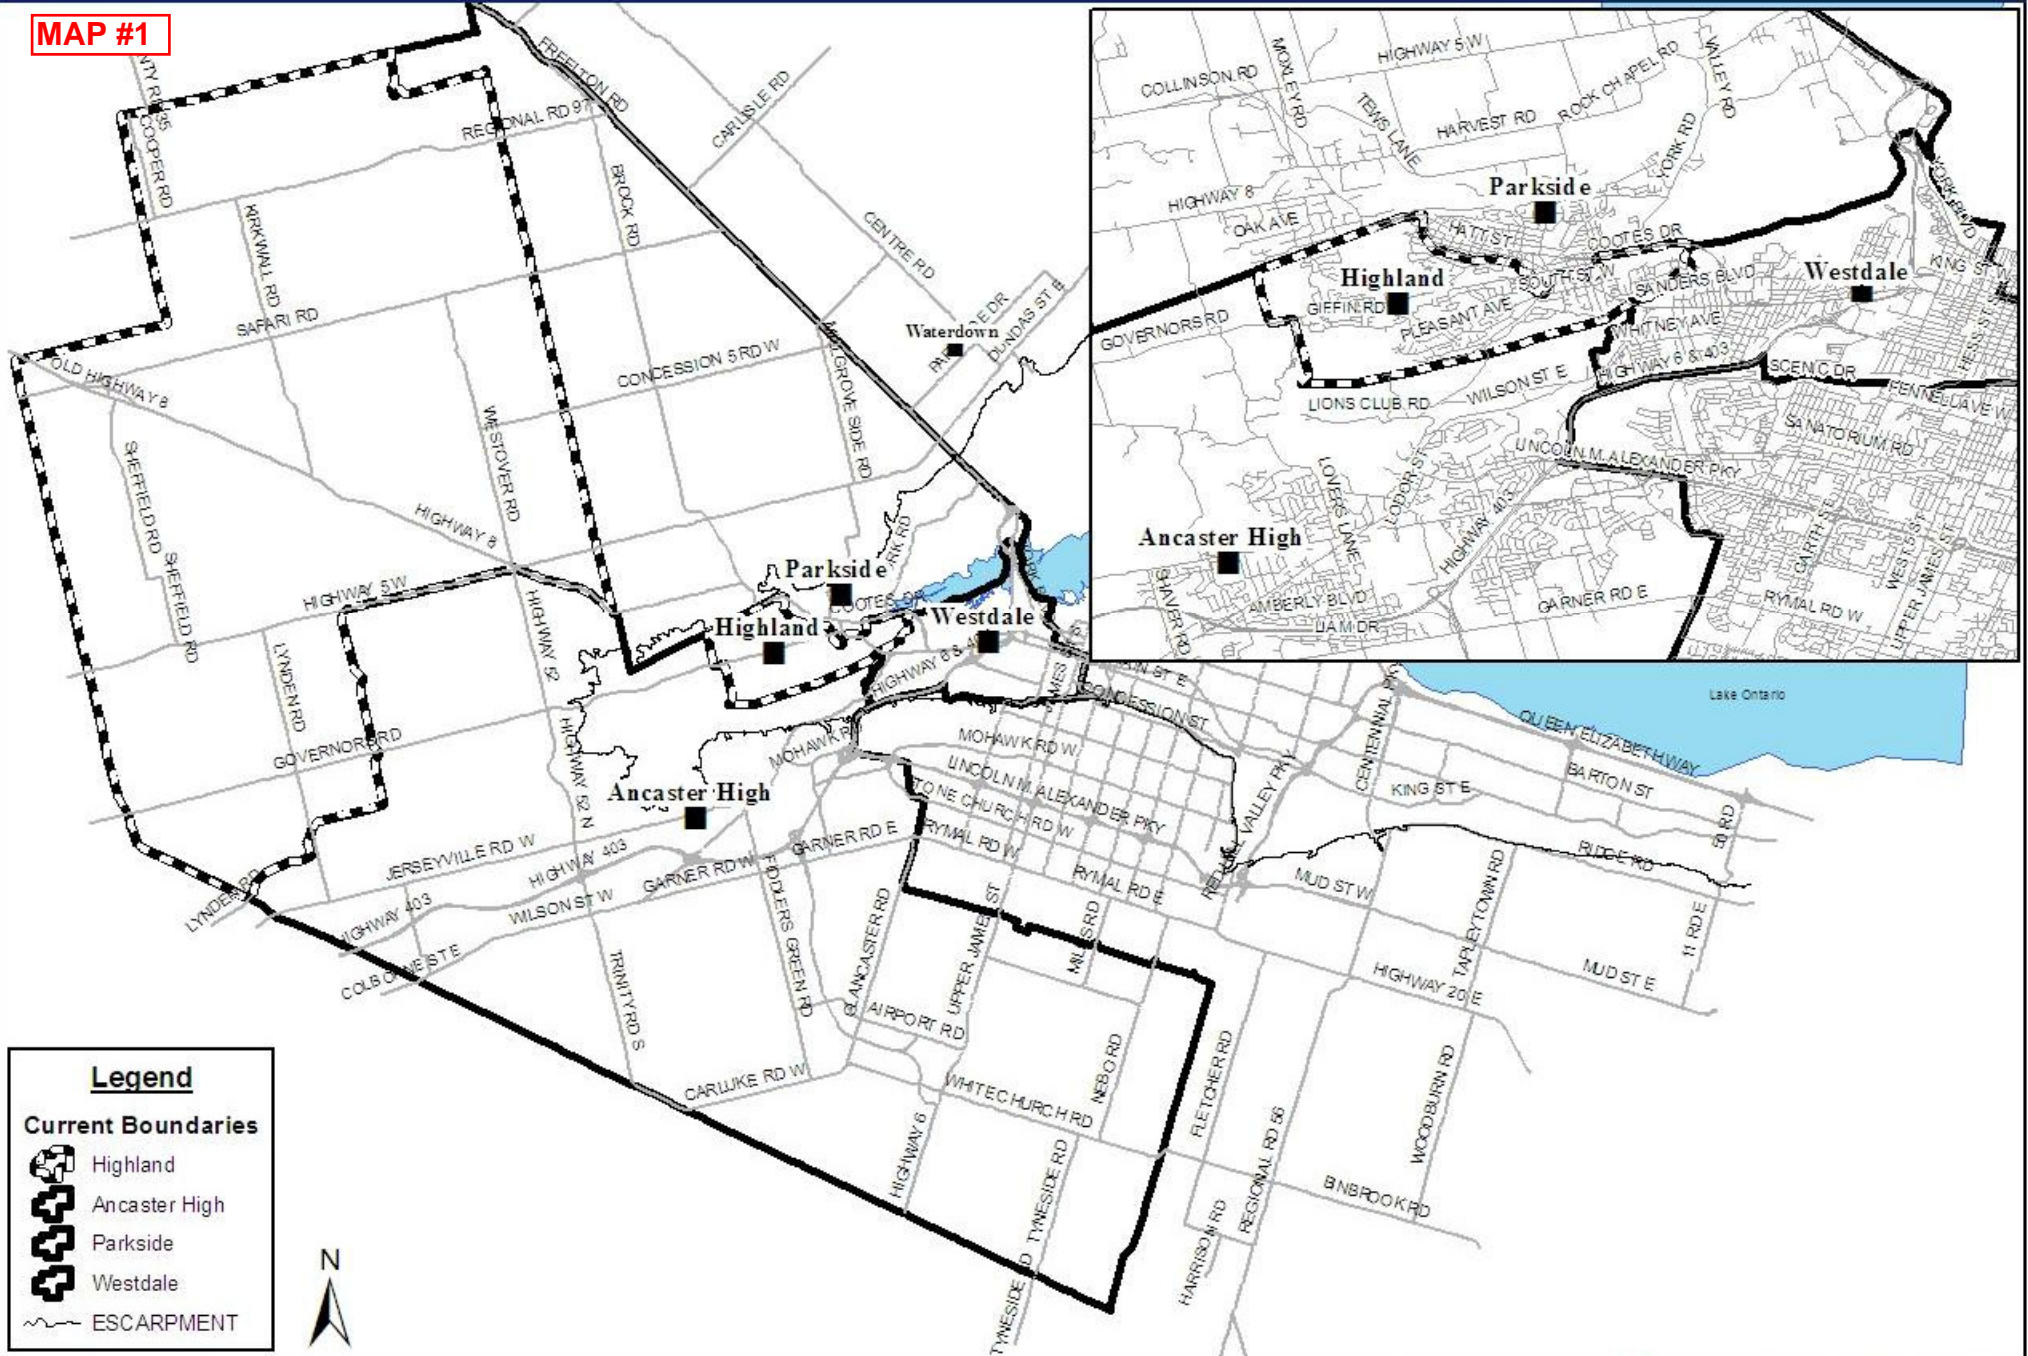 MAP #1
FREELTON RD
CARLISLE RD
REGIONAL RD 97
COOPER RD
BROCK RD
KIRKWALL RD
CENTRE RD
SAFARI RD
Waterdown
DUNDAS ST E
OLD HIGHWAY 8
CONCESSION 5 RD W
MILLGROVE SIDE RD
WESTOVER RD
SHEFFIELD RD
SHEFFIELD RD
HIGHWAY 8
HIGHWAY 5 W
Parkside
COOTES DR
Westdale
Highland
HIGHWAY 52
LYNDEN RD
GOVERNORS RD
HIGHWAY 52 N
MOHAWK RD
CONCESSION ST
MOHAWK RD W
LINCOLN M. ALEXANDER PKY
STONE CHURCH RD W
Ancaster High
JERSEYVILLE RD W
HIGHWAY 403
GARNER RD E
GARNER RD W
RYMAL RD W
RYMAL RD E
LYNDEN RD
HIGHWAY 403
WILSON ST W
COLBORNE ST E
FIDDLERS GREEN RD
GLANCASTER RD
UPPER JAMES ST
TRINITY RD S
AIRPORT RD
CARLUKE RD W
WHITECHURCH RD
NEBO RD
HIGHWAY 6
TYNESIDE RD
TYNESIDE RD
FLETCHER RD
REGIONAL RD 56
HARRISON RD
BINBROOK RD
WOODBURN RD
HIGHWAY 20 E
TAPLEYTOWN RD
MUD ST W
MUD ST E
11 RD E
50 RD
RIDGE RD
KING ST E
BARTON ST
QUEEN ELIZABETH WAY
Lake Ontario
COLLINSON RD
MOXLEY RD
HIGHWAY 5 W
TEWS LANE
HARVEST RD
ROCK CHAPEL RD
VALLEY RD
YORK RD
Parkside
HIGHWAY 8
OAK AVE
HATT ST
COOTES DR
YORK BLVD
KING ST W
Highland
GIFFIN RD
PLEASANT AVE
SOUTH ST W
SANDERS BLVD
Westdale
WHITNEY AVE
HESS ST
GOVERNORS RD
HIGHWAY 6 & 403
SCENIC DR
FENNELL AVE W
WILSON ST E
LIONS CLUB RD
SANATORIUM RD
LINCOLN M. ALEXANDER PKY
LOVERS LANE
LODOR ST
HIGHWAY 403
Ancaster High
GARTH ST
WEST 5 ST
UPPER JAMES ST
SHAVER RD
AMBERLY BLVD
LIAM DR
GARNER RD E
RYMAL RD W
Legend
Current Boundaries
Highland
Ancaster High
Parkside
Westdale
ESCARPMENT
N